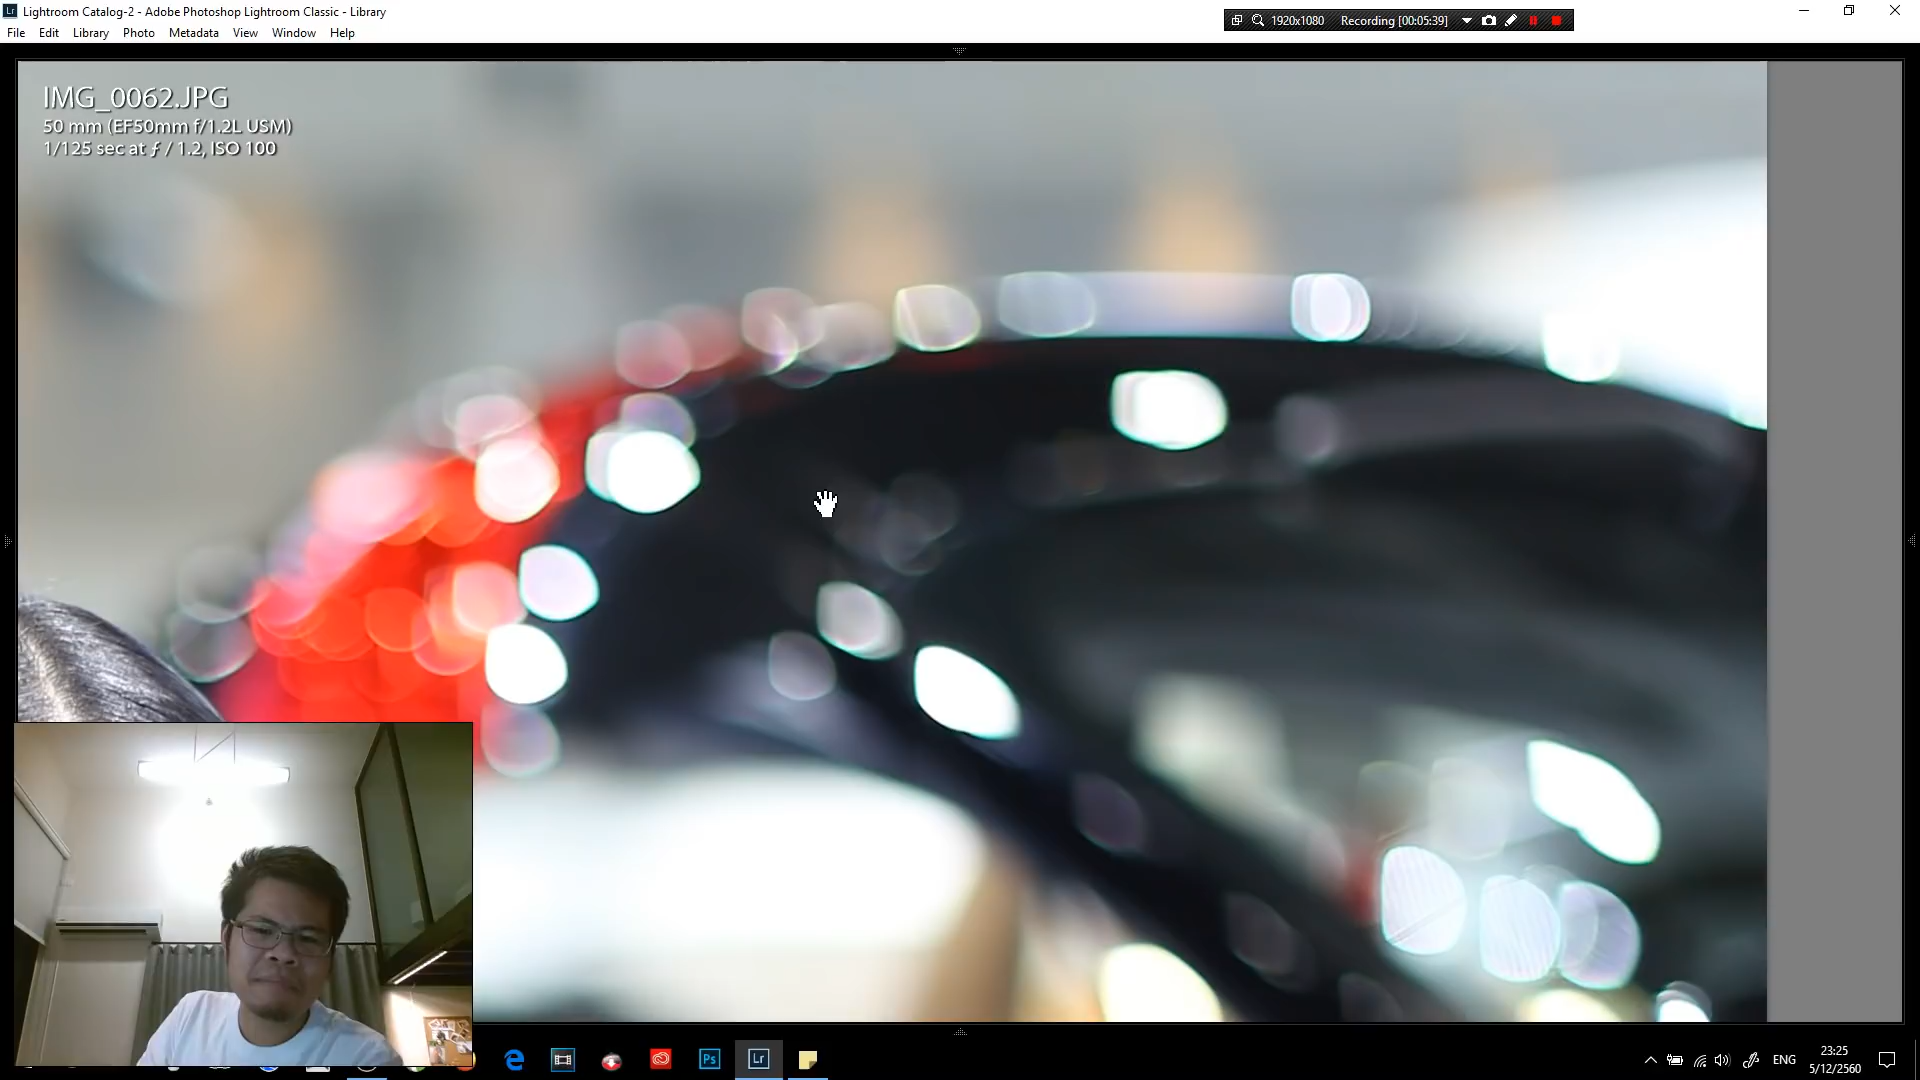 Lr Lightroom Catalog-2 - Adobe Photoshop Lightroom Classic - Library
1920x1080 Recording [00:05:39]
File Edit Library Photo Metadata View Window Help
IMG_0062.JPG
50 mm (EF50mm f/1.2L USM)
1/125 sec at ƒ / 1.2, ISO 100
Ps Lr
ENG
23:25
5/12/2560